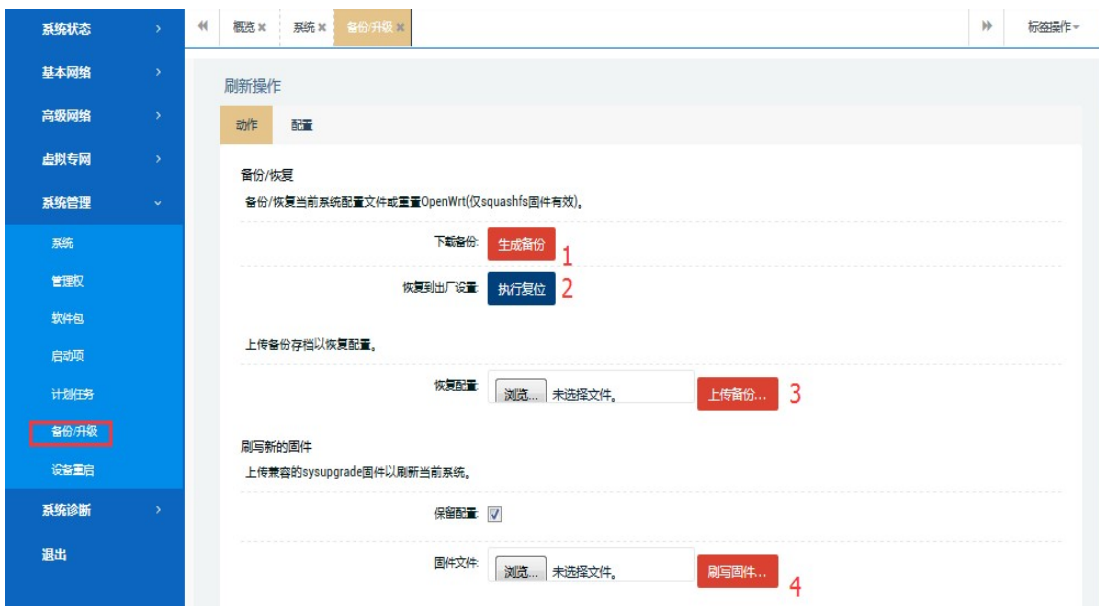 系统状态
基本网络
高级网络
虚拟专网
系统管理
系统
管理权
软件包
启动项
计划任务
备份/升级
设备重启
系统诊断
退出
概览 系统 备份/升级 标签操作
刷新操作
动作 配置
备份/恢复
备份/恢复当前系统配置文件或重置OpenWrt(仅squashfs固件有效)。
下载备份: 生成备份 1
恢复到出厂设置: 执行复位 2
上传备份存档以恢复配置。
恢复配置: 浏览... 未选择文件。 上传备份... 3
刷写新的固件
上传兼容的sysupgrade固件以刷新当前系统。
保留配置:
固件文件: 浏览... 未选择文件。 刷写固件... 4